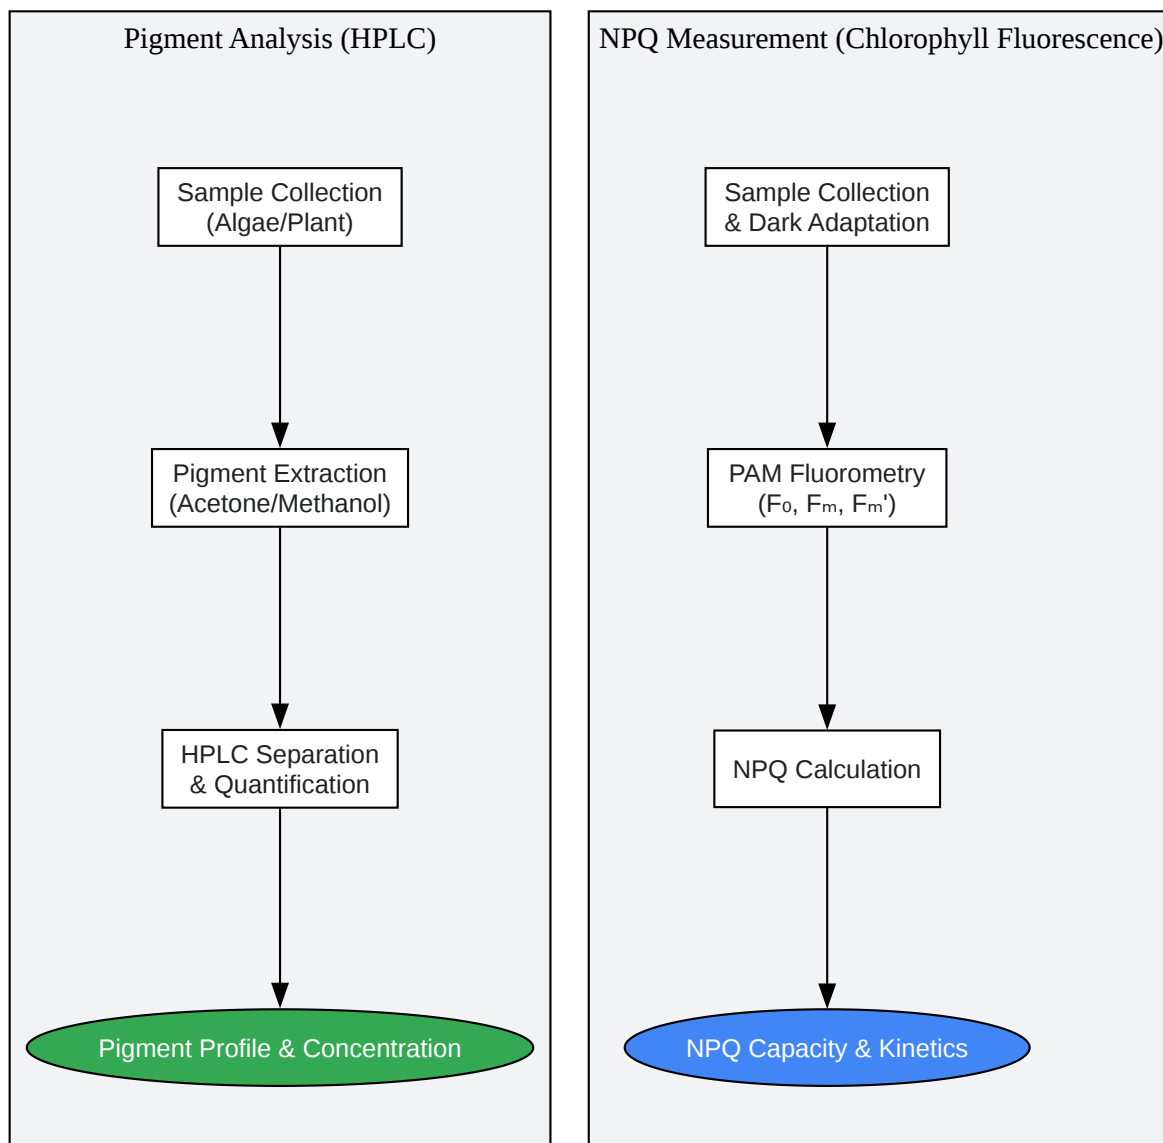 Pigment Analysis (HPLC)
Sample Collection
(Algae/Plant)
Pigment Extraction
(Acetone/Methanol)
HPLC Separation
& Quantification
Pigment Profile & Concentration
NPQ Measurement (Chlorophyll Fluorescence)
Sample Collection
& Dark Adaptation
PAM Fluorometry
(F₀, Fₘ, Fₘ')
NPQ Calculation
NPQ Capacity & Kinetics